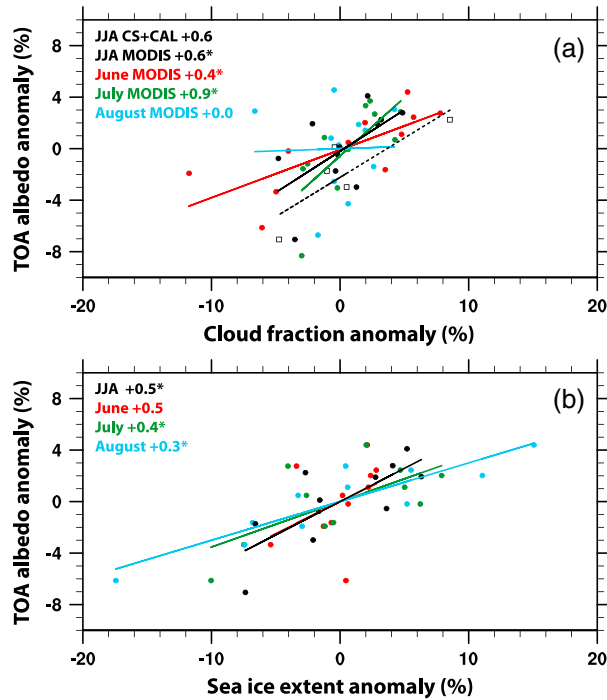 (a)
JJA CS+CAL +0.6
JJA MODIS +0.6*
June MODIS +0.4*
July MODIS +0.9*
August MODIS +0.0
TOA albedo anomaly (%)
8
4
0
-4
-8
-20 -10 0 10 20
Cloud fraction anomaly (%)
(b)
JJA +0.5*
June +0.5
July +0.4*
August +0.3*
TOA albedo anomaly (%)
8
4
0
-4
-8
-20 -10 0 10 20
Sea ice extent anomaly (%)